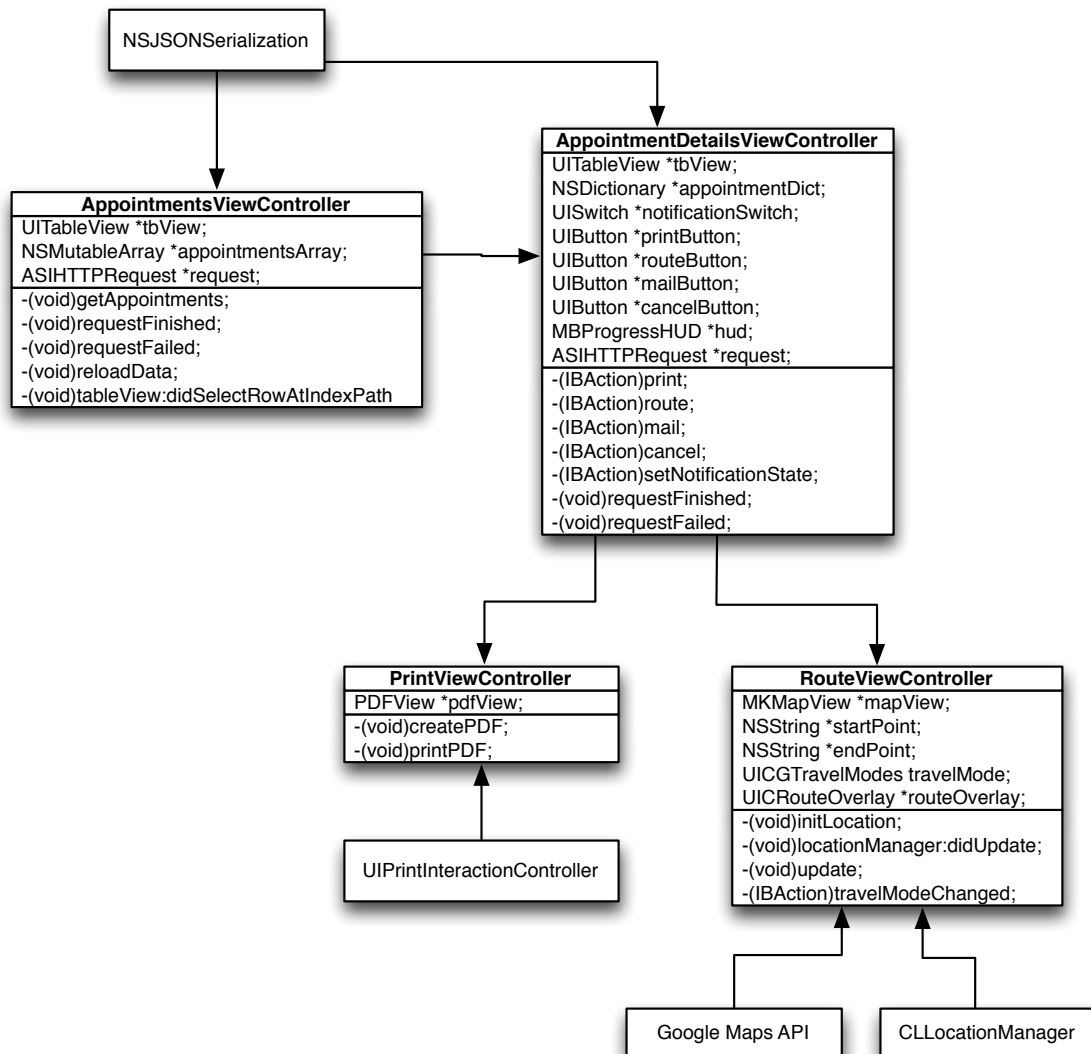 NSJSONSerialization
AppointmentDetailsViewController
UITableView *tbView;
NSDictionary *appointmentDict;
UISwitch *notificationSwitch;
UIButton *printButton;
UIButton *routeButton;
UIButton *mailButton;
UIButton *cancelButton;
MBProgressHUD *hud;
ASIHTTPRequest *request;
-(IBAction)print;
-(IBAction)route;
-(IBAction)mail;
-(IBAction)cancel;
-(IBAction)setNotificationState;
-(void)requestFinished;
-(void)requestFailed;
AppointmentsViewController
UITableView *tbView;
NSMutableArray *appointmentsArray;
ASIHTTPRequest *request;
-(void)getAppointments;
-(void)requestFinished;
-(void)requestFailed;
-(void)reloadData;
-(void)tableView:didSelectRowAtIndexPath
PrintViewController
PDFView *pdfView;
-(void)createPDF;
-(void)printPDF;
RouteViewController
MKMapView *mapView;
NSString *startPoint;
NSString *endPoint;
UICGTravelModes travelMode;
UICRouteOverlay *routeOverlay;
-(void)initLocation;
-(void)locationManager:didUpdate;
-(void)update;
-(IBAction)travelModeChanged;
UIPrintInteractionController
Google Maps API
CLLocationManager